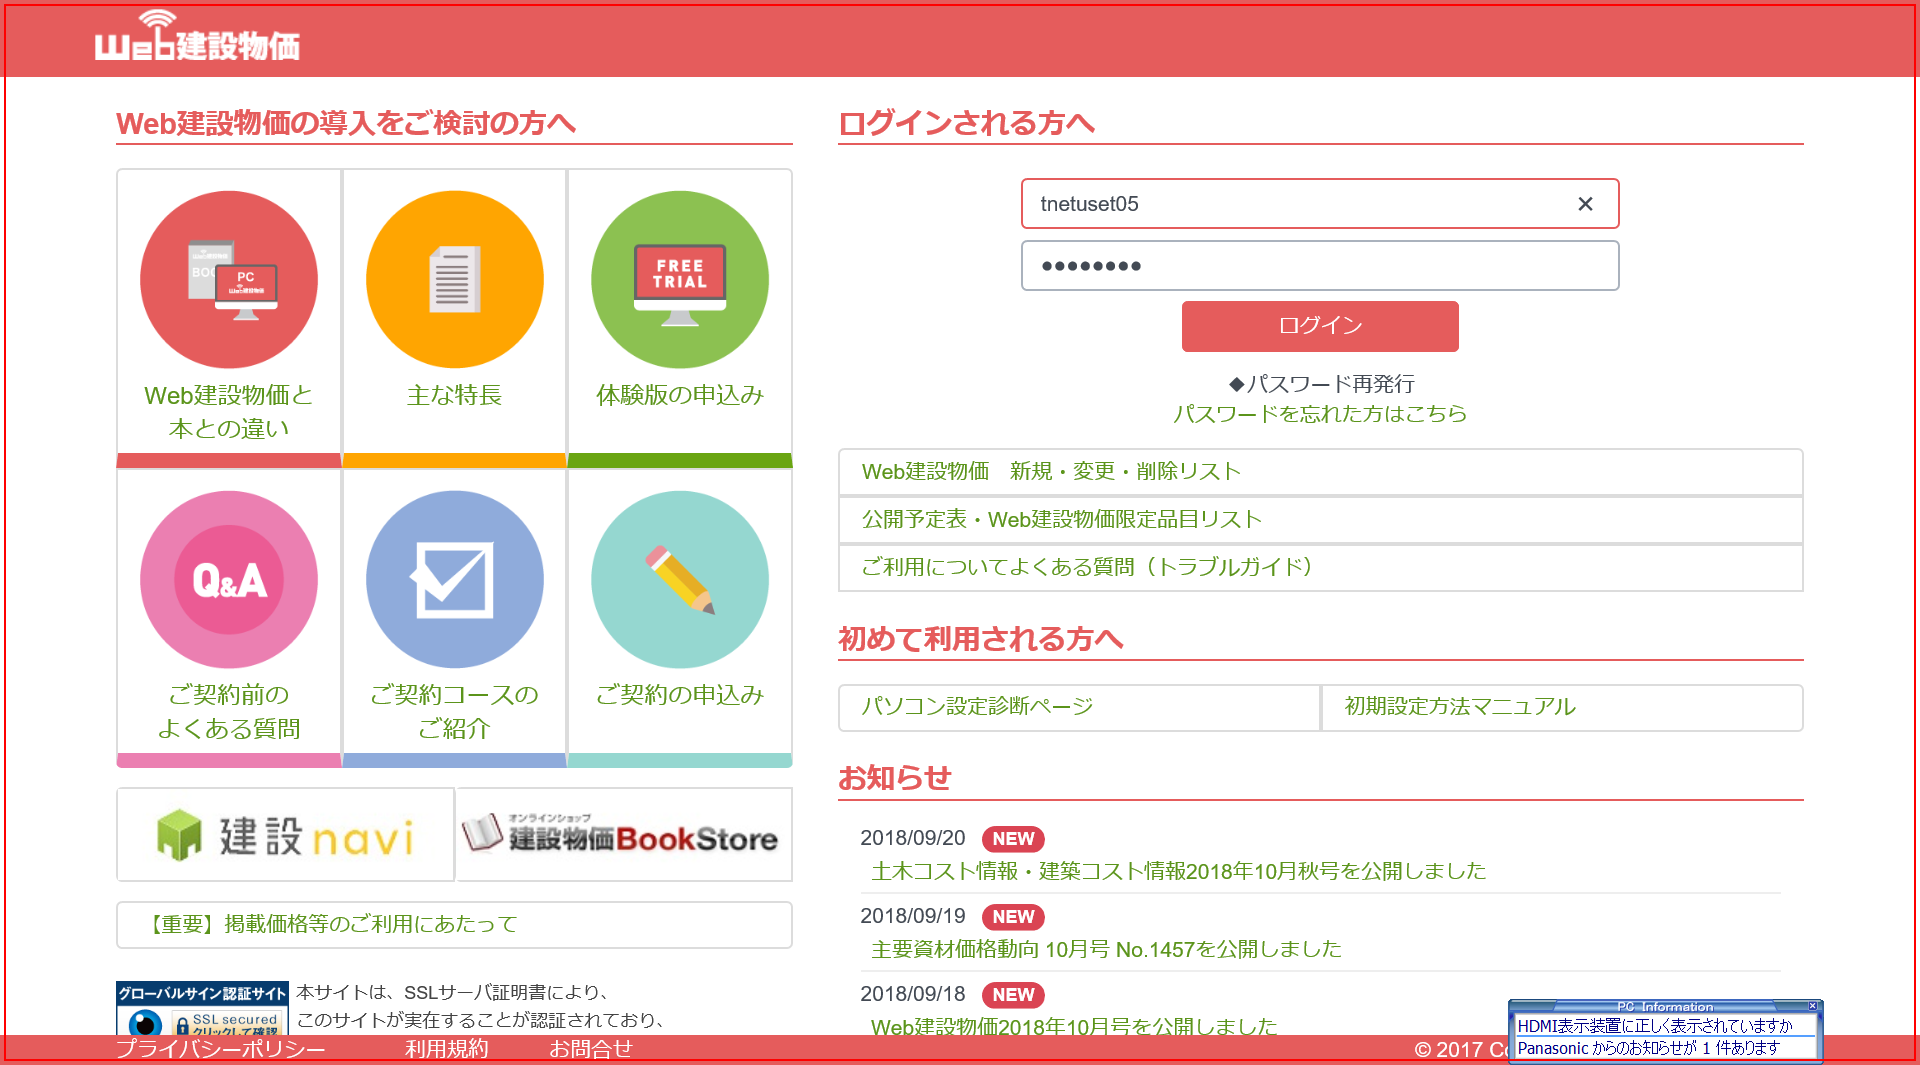 Web建設物価
Web建設物価の導入をご検討の方へ
Web建設物価
BOO
PC
Web建設物価
FREE
TRIAL
Web建設物価と
本との違い
主な特長
体験版の申込み
Q&A
ご契約前の
よくある質問
ご契約コースの
ご紹介
ご契約の申込み
建設navi
オンラインショップ
建設物価BookStore
【重要】掲載価格等のご利用にあたって
グローバルサイン認証サイト
SSL secured
クリックして確認
本サイトは、SSLサーバ証明書により、
このサイトが実在することが認証されており、
ログインされる方へ
tnetuset05
●●●●●●●●
ログイン
◆パスワード再発行
パスワードを忘れた方はこちら
Web建設物価　新規・変更・削除リスト
公開予定表・Web建設物価限定品目リスト
ご利用についてよくある質問（トラブルガイド）
初めて利用される方へ
パソコン設定診断ページ
初期設定方法マニュアル
お知らせ
2018/09/20 NEW
土木コスト情報・建築コスト情報2018年10月秋号を公開しました
2018/09/19 NEW
主要資材価格動向 10月号 No.1457を公開しました
2018/09/18 NEW
Web建設物価2018年10月号を公開しました
プライバシーポリシー 利用規約 お問合せ
© 2017 Co
PC Information
HDMI表示装置に正しく表示されていますか
Panasonic からのお知らせが 1 件あります